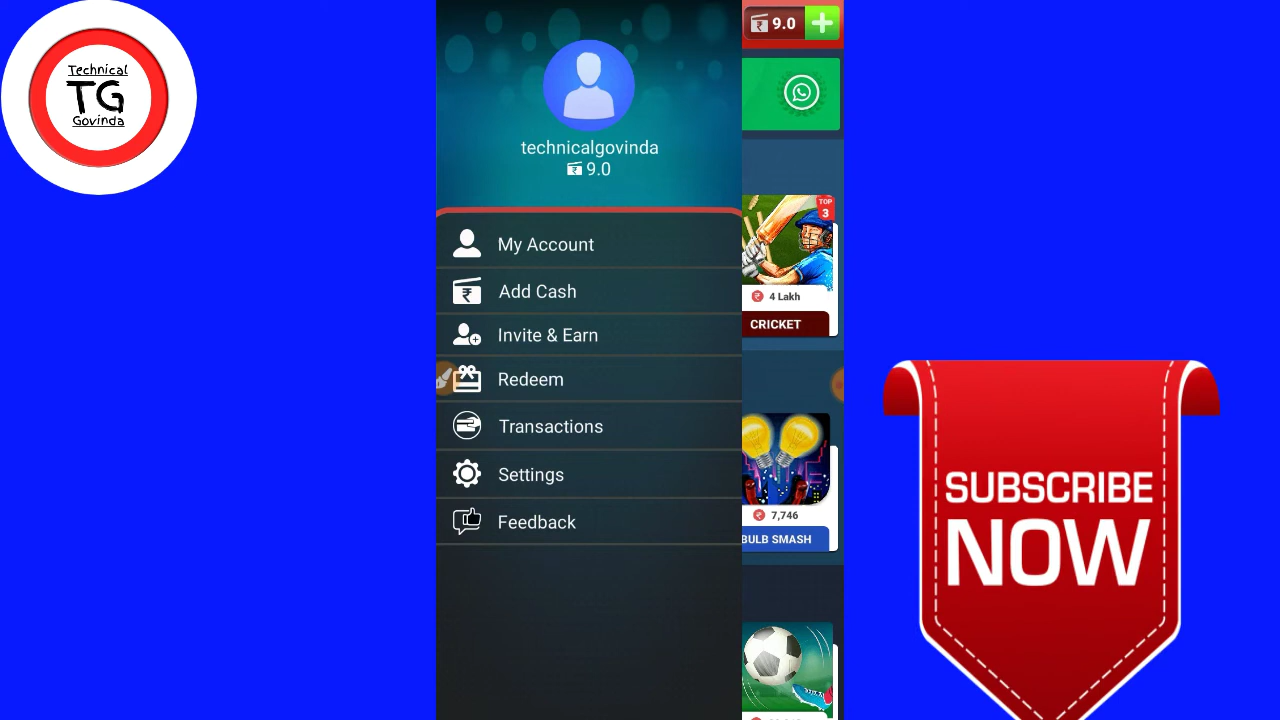 Technical
TG
Govinda
technicalgovinda
9.0
My Account
Add Cash
Invite & Earn
Redeem
Transactions
Settings
Feedback
9.0
TOP
3
4 Lakh
CRICKET
7,746
BULB SMASH
SUBSCRIBE
NOW